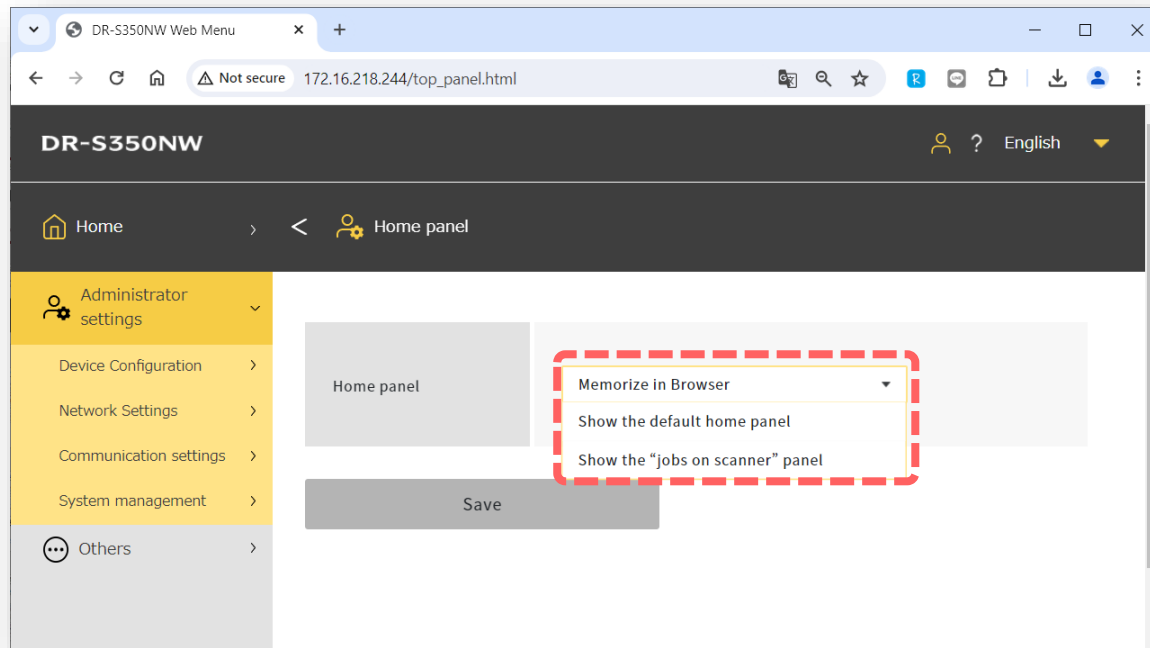 DR-S350NW Web Menu
Not secure 172.16.218.244/top_panel.html
DR-S350NW
? English
Home
< Home panel
Administrator
settings
Device Configuration
Network Settings
Communication settings
System management
Others
Home panel
Memorize in Browser
Show the default home panel
Show the “jobs on scanner” panel
Save